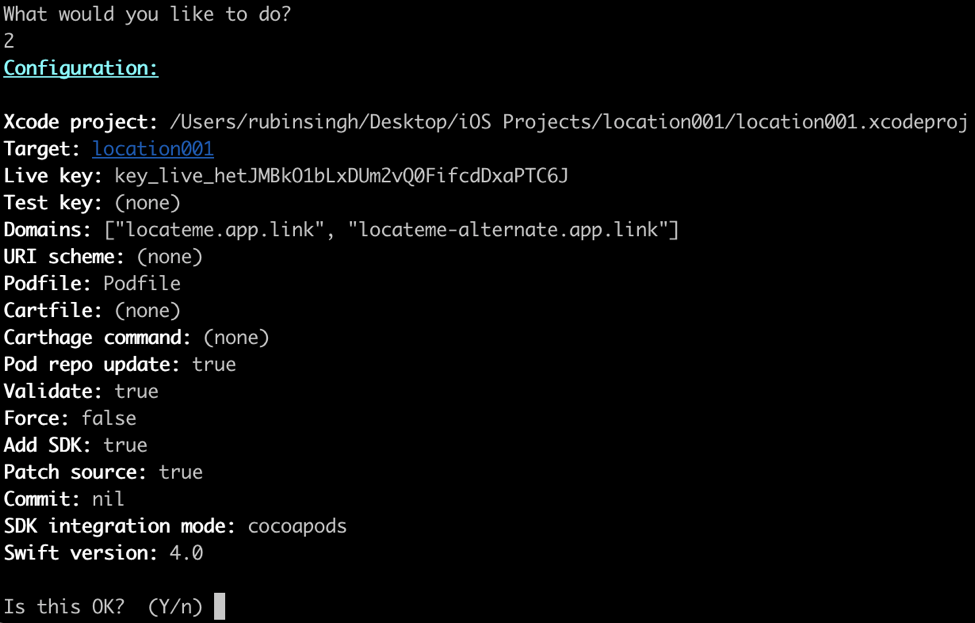 What would you like to do?
2
Configuration:
Xcode project: /Users/rubinsingh/Desktop/iOS Projects/location001/location001.xcodeproj
Target: location001
Live key: key_live_hetJMBkO1bLxDUm2vQ0FifcdDxaPTC6J
Test key: (none)
Domains: ["locateme.app.link", "locateme-alternate.app.link"]
URI scheme: (none)
Podfile: Podfile
Cartfile: (none)
Carthage command: (none)
Pod repo update: true
Validate: true
Force: false
Add SDK: true
Patch source: true
Commit: nil
SDK integration mode: cocoapods
Swift version: 4.0
Is this OK?  (Y/n)